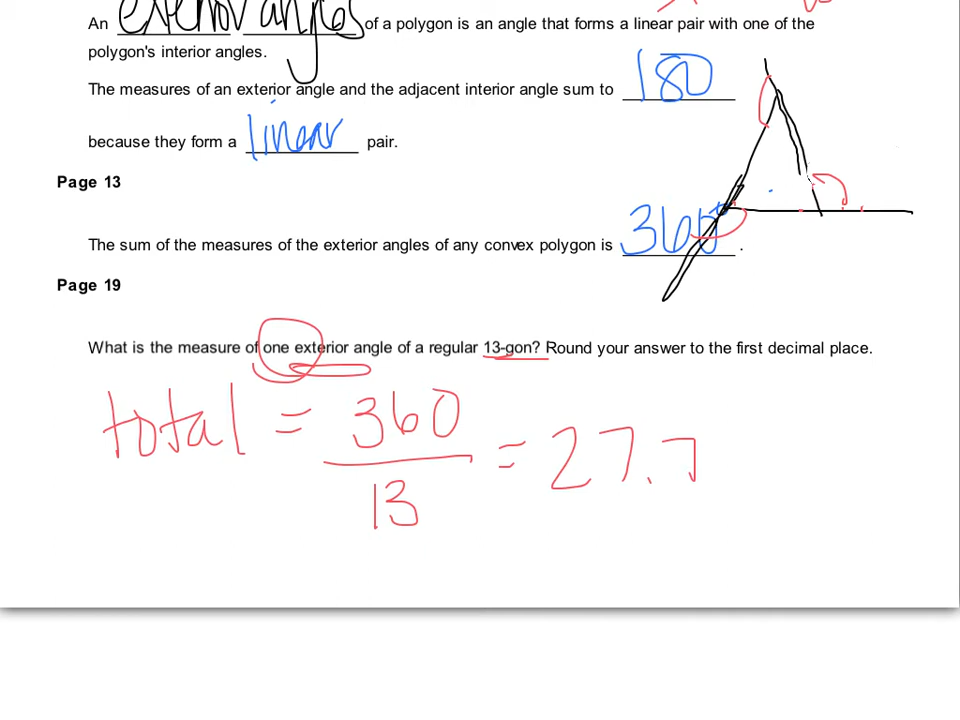 An exterior angles of a polygon is an angle that forms a linear pair with one of the
polygon's interior angles.
The measures of an exterior angle and the adjacent interior angle sum to 180
because they form a linear pair.
Page 13
The sum of the measures of the exterior angles of any convex polygon is 360°.
Page 19
What is the measure of one exterior angle of a regular 13-gon? Round your answer to the first decimal place.
total = 360 / 13 = 27.7